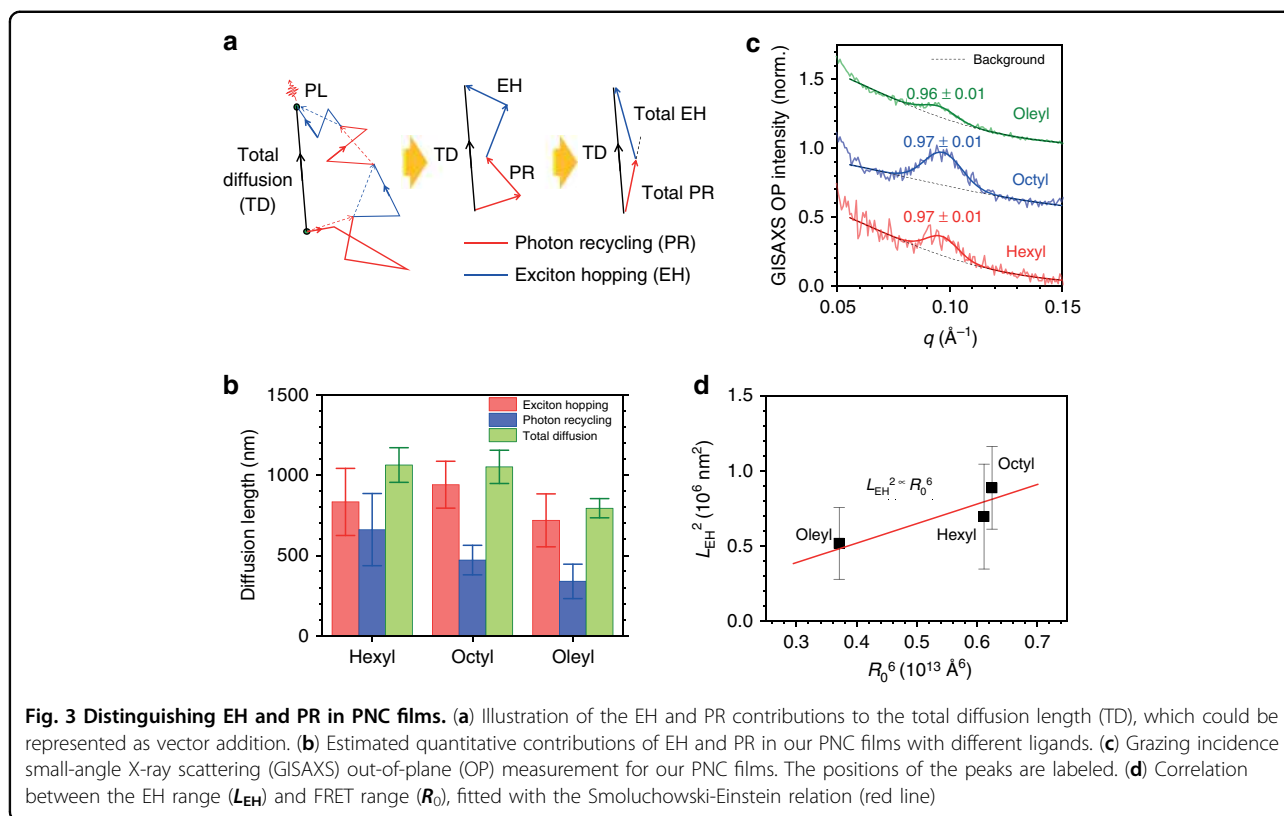 a
PL
Total
diffusion
(TD)
EH
TD
PR
Total EH
TD
Total PR
Photon recycling (PR)
Exciton hopping (EH)
c
GISAXS OP intensity (norm.)
1.5
1.0
0.5
0.0
Background
0.96 ± 0.01
Oleyl
0.97 ± 0.01
Octyl
0.97 ± 0.01
Hexyl
0.05
0.10
0.15
q (Å⁻¹)
b
Diffusion length (nm)
1500
1000
500
0
Exciton hopping
Photon recycling
Total diffusion
Hexyl
Octyl
Oleyl
d
L_EH² (10⁶ nm²)
1.5
1.0
0.5
0.0
L_EH² ∝ R₀⁶
Octyl
Oleyl
Hexyl
0.3
0.4
0.5
0.6
0.7
R₀⁶ (10¹³ Å⁶)
Fig. 3 Distinguishing EH and PR in PNC films. (a) Illustration of the EH and PR contributions to the total diffusion length (TD), which could be
represented as vector addition. (b) Estimated quantitative contributions of EH and PR in our PNC films with different ligands. (c) Grazing incidence
small-angle X-ray scattering (GISAXS) out-of-plane (OP) measurement for our PNC films. The positions of the peaks are labeled. (d) Correlation
between the EH range (L_EH) and FRET range (R₀), fitted with the Smoluchowski-Einstein relation (red line)